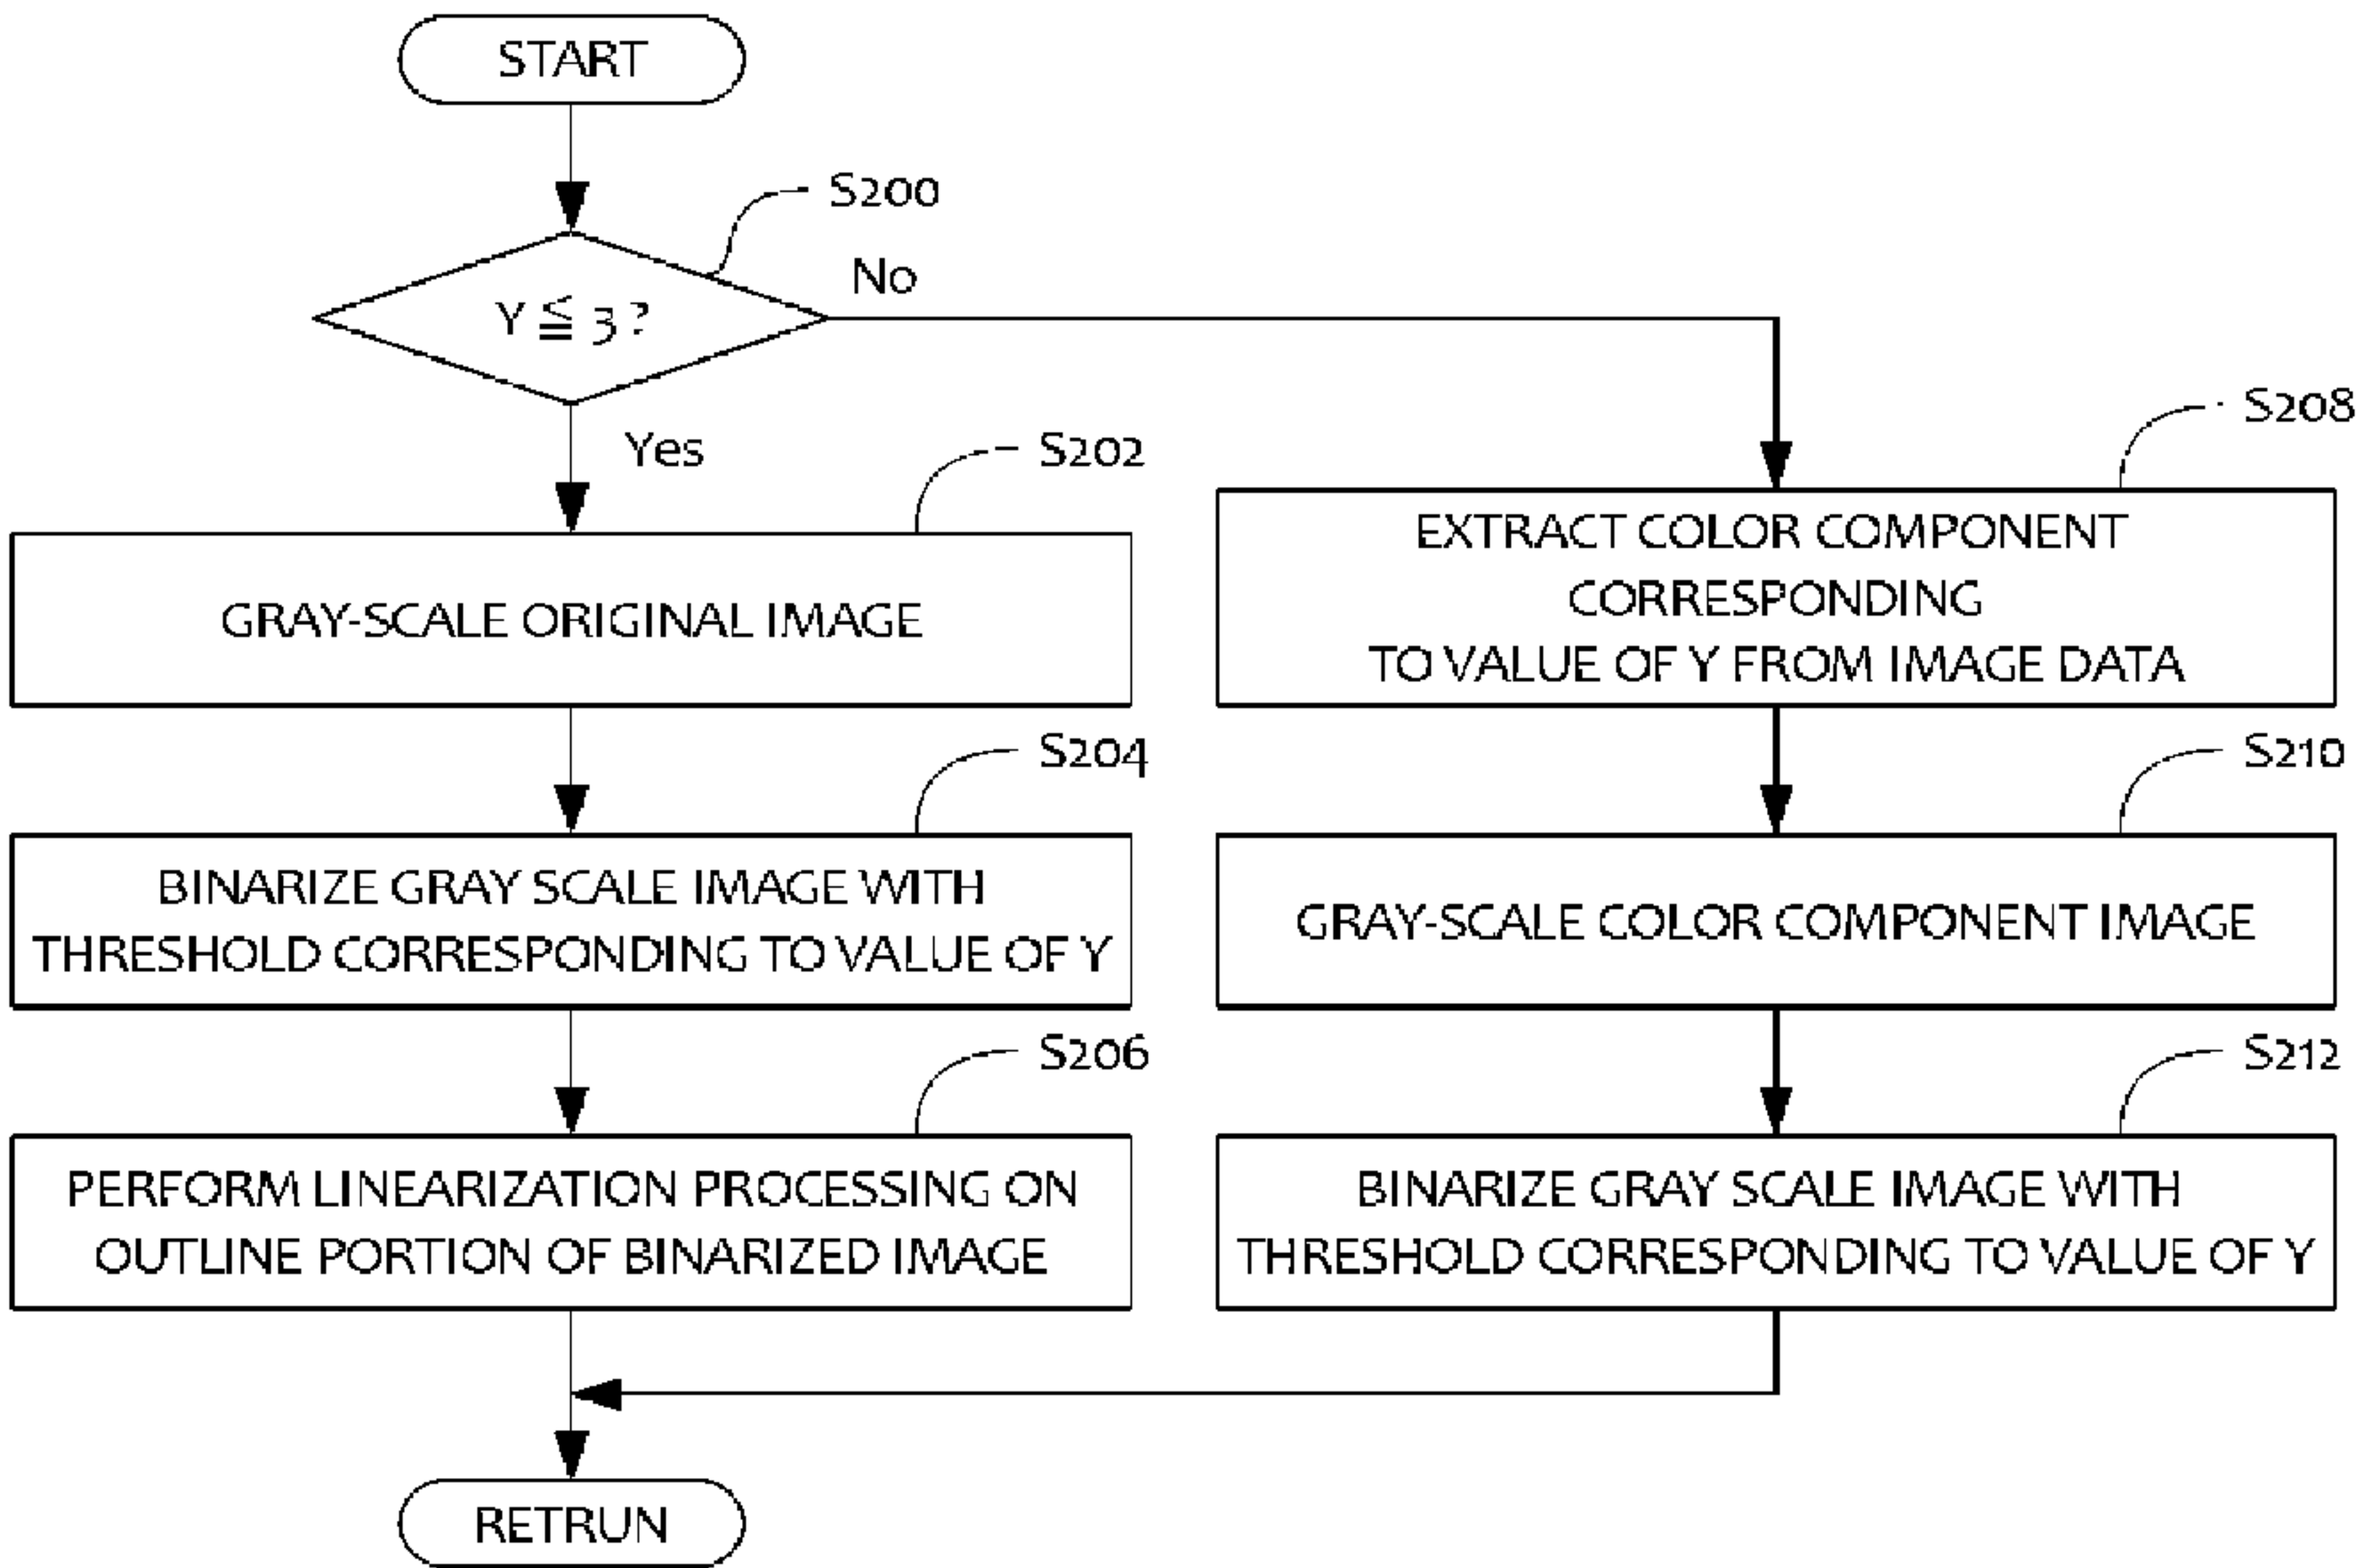 START
S200
Y ≦ 3 ?
No
Yes
S202
GRAY-SCALE ORIGINAL IMAGE
S204
BINARIZE GRAY SCALE IMAGE WITH
THRESHOLD CORRESPONDING TO VALUE OF Y
S206
PERFORM LINEARIZATION PROCESSING ON
OUTLINE PORTION OF BINARIZED IMAGE
S208
EXTRACT COLOR COMPONENT
CORRESPONDING
TO VALUE OF Y FROM IMAGE DATA
S210
GRAY-SCALE COLOR COMPONENT IMAGE
S212
BINARIZE GRAY SCALE IMAGE WITH
THRESHOLD CORRESPONDING TO VALUE OF Y
RETRUN